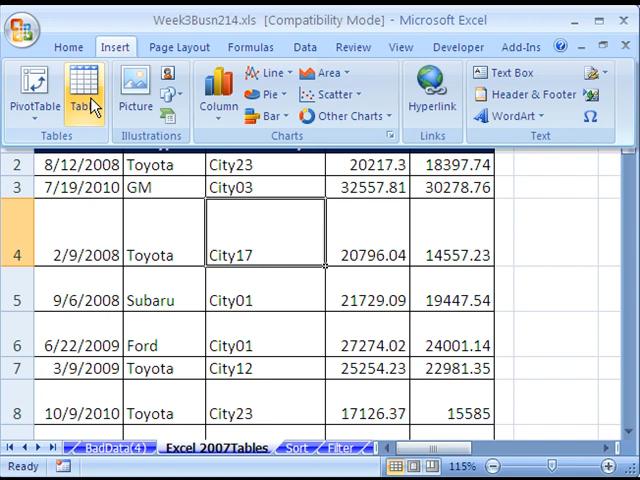 Week3Busn214.xls [Compatibility Mode] - Microsoft Excel
Home Insert Page Layout Formulas Data Review View Developer Add-Ins
PivotTable Table Picture Column Line Area Pie Scatter Bar Other Charts Hyperlink Text Box Header & Footer WordArt
Tables Illustrations Charts Links Text
2 8/12/2008 Toyota City23 20217.3 18397.74
3 7/19/2010 GM City03 32557.81 30278.76
4 2/9/2008 Toyota City17 20796.04 14557.23
5 9/6/2008 Subaru City01 21729.09 19447.54
6 6/22/2009 Ford City01 27274.02 24001.14
7 3/9/2009 Toyota City12 25254.23 22981.35
8 10/9/2010 Toyota City23 17126.37 15585
BadData(4) Excel 2007Tables Sort Filter
Ready 115%